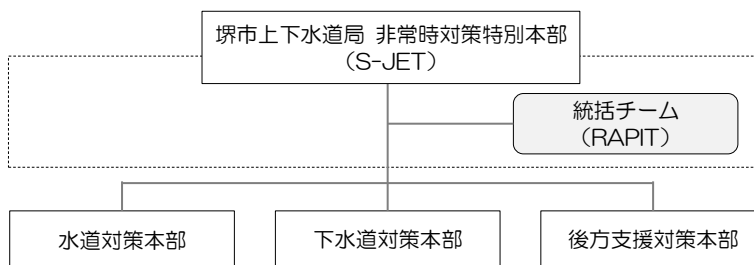 堺市上下水道局 非常時対策特別本部
(S-JET)
統括チーム
(RAPIT)
水道対策本部
下水道対策本部
後方支援対策本部